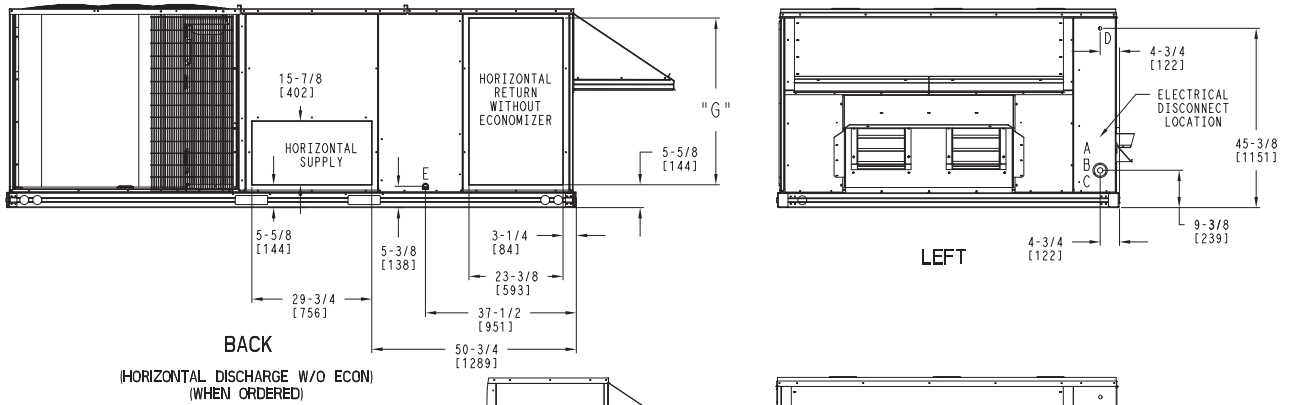 15-7/8
[402]
HORIZONTAL
SUPPLY
E
HORIZONTAL
RETURN
WITHOUT
ECONOMIZER
"G"
5-5/8
[144]
5-5/8
[144]
5-3/8
[138]
3-1/4
[84]
23-3/8
[593]
29-3/4
[756]
37-1/2
[951]
50-3/4
[1289]
BACK
(HORIZONTAL DISCHARGE W/O ECON)
(WHEN ORDERED)
D
4-3/4
[122]
ELECTRICAL
DISCONNECT
LOCATION
45-3/8
[1151]
A
B
C
9-3/8
[239]
4-3/4
[122]
LEFT